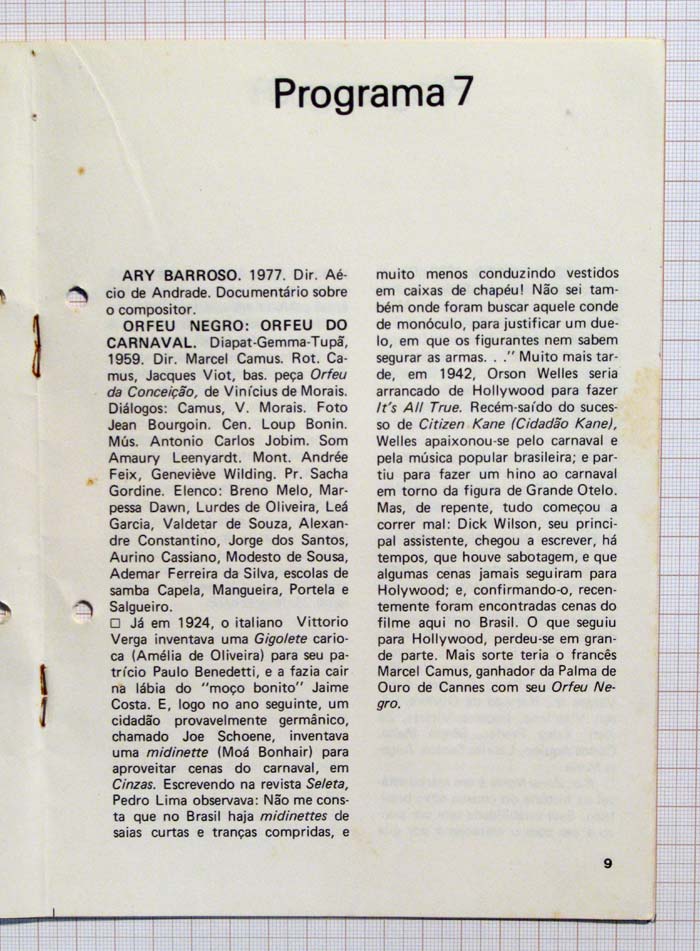 Programa 7
ARY BARROSO. 1977. Dir. Aé-
cio de Andrade. Documentário sobre
o compositor.
ORFEU NEGRO: ORFEU DO
CARNAVAL. Diapat-Gemma-Tupã,
1959. Dir. Marcel Camus. Rot. Ca-
mus, Jacques Viot, bas. peça Orfeu
da Conceição, de Vinícius de Morais.
Diálogos: Camus, V. Morais. Foto
Jean Bourgoin. Cen. Loup Bonin.
Mús. Antonio Carlos Jobim. Som
Amaury Leenyardt. Mont. Andrée
Feix, Geneviève Wilding. Pr. Sacha
Gordine. Elenco: Breno Melo, Mar-
pessa Dawn, Lurdes de Oliveira, Leá
Garcia, Valdetar de Souza, Alexan-
dre Constantino, Jorge dos Santos,
Aurino Cassiano, Modesto de Sousa,
Ademar Ferreira da Silva, escolas de
samba Capela, Mangueira, Portela e
Salgueiro.
□ Já em 1924, o italiano Vittorio
Verga inventava uma Gigolete cario-
ca (Amélia de Oliveira) para seu pa-
trício Paulo Benedetti, e a fazia cair
na lábia do "moço bonito" Jaime
Costa. E, logo no ano seguinte, um
cidadão provavelmente germânico,
chamado Joe Schoene, inventava
uma midinette (Moá Bonhair) para
aproveitar cenas do carnaval, em
Cinzas. Escrevendo na revista Seleta,
Pedro Lima observava: Não me cons-
ta que no Brasil haja midinettes de
saias curtas e tranças compridas, e
muito menos conduzindo vestidos
em caixas de chapéu! Não sei tam-
bém onde foram buscar aquele conde
de monóculo, para justificar um due-
lo, em que os figurantes nem sabem
segurar as armas. . ." Muito mais tar-
de, em 1942, Orson Welles seria
arrancado de Hollywood para fazer
It's All True. Recém-saído do suces-
so de Citizen Kane (Cidadão Kane),
Welles apaixonou-se pelo carnaval e
pela música popular brasileira; e par-
tiu para fazer um hino ao carnaval
em torno da figura de Grande Otelo.
Mas, de repente, tudo começou a
correr mal: Dick Wilson, seu princi-
pal assistente, chegou a escrever, há
tempos, que houve sabotagem, e que
algumas cenas jamais seguiram para
Holywood; e, confirmando-o, recen-
temente foram encontradas cenas do
filme aqui no Brasil. O que seguiu
para Hollywood, perdeu-se em gran-
de parte. Mais sorte teria o francês
Marcel Camus, ganhador da Palma de
Ouro de Cannes com seu Orfeu Ne-
gro.
9